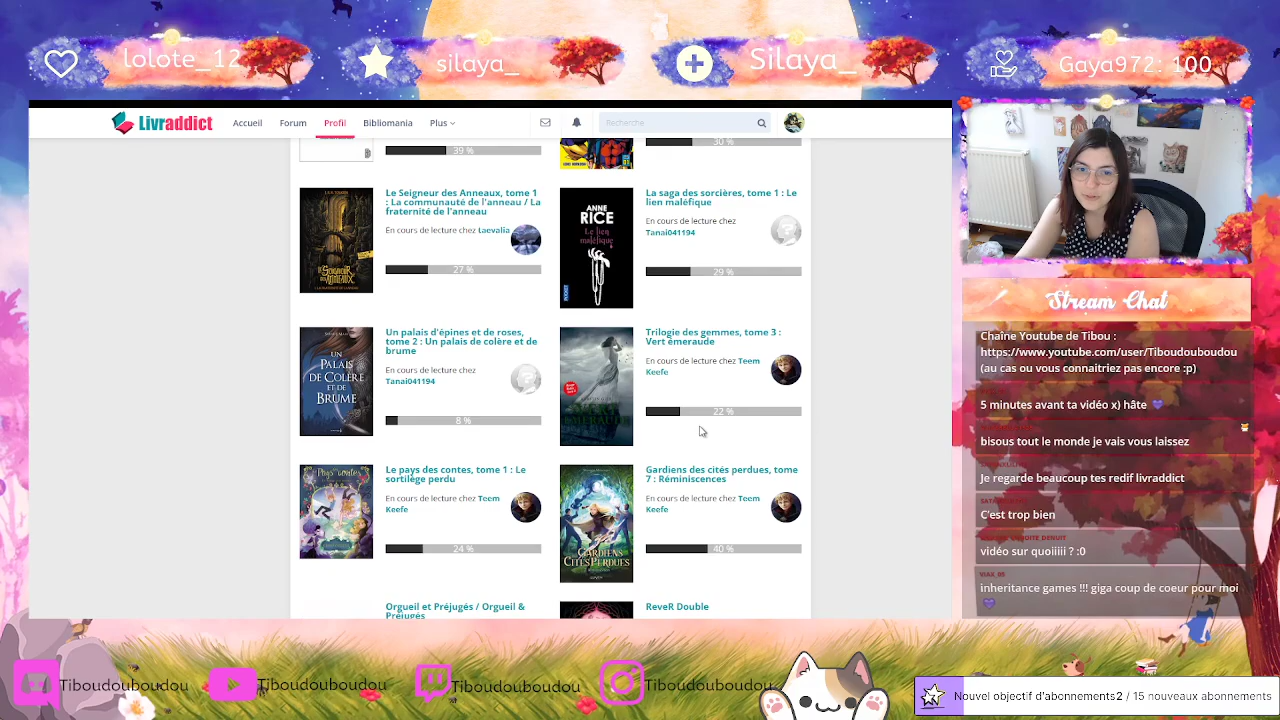 lolote_12
silaya_
Silaya_
Gaya972: 100
Livraddict
Accueil
Forum
Profil
Bibliomania
Plus
Recherche
39 %
30 %
Le Seigneur des Anneaux, tome 1
: La communauté de l'anneau / La
fraternité de l'anneau
En cours de lecture chez taevalia
27 %
ANNE
RICE
Le lien
maléfique
POCKET
La saga des sorcières, tome 1 : Le
lien maléfique
En cours de lecture chez
Tanai041194
29 %
UN
PALAIS
DE COLÈRE
ET DE
BRUME
Un palais d'épines et de roses,
tome 2 : Un palais de colère et de
brume
En cours de lecture chez
Tanai041194
8 %
Trilogie des gemmes, tome 3 :
Vert émeraude
En cours de lecture chez Teem
Keefe
22 %
Le pays des contes, tome 1 : Le
sortilège perdu
En cours de lecture chez Teem
Keefe
24 %
GARDIENS
CITÉS PERDUES
Gardiens des cités perdues, tome
7 : Réminiscences
En cours de lecture chez Teem
Keefe
40 %
Orgueil et Préjugés / Orgueil &
Préjugés
ReveR Double
Stream Chat
Chaîne Youtube de Tibou :
https://www.youtube.com/user/Tiboudouboudou
(au cas ou vous connaitriez pas encore :p)
5 minutes avant ta vidéo x) hâte 💜
bisous tout le monde je vais vous laissez
Je regarde beaucoup tes redif livraddict
C'est trop bien
vidéo sur quoiiiii ? :0
VIAX_05
inheritance games !!! giga coup de coeur pour moi
💜
Tiboudouboudou
Tiboudouboudou
Tiboudouboudou
Tiboudouboudou
Nouvel objectif d'abonnements 2 / 15 nouveaux abonnements